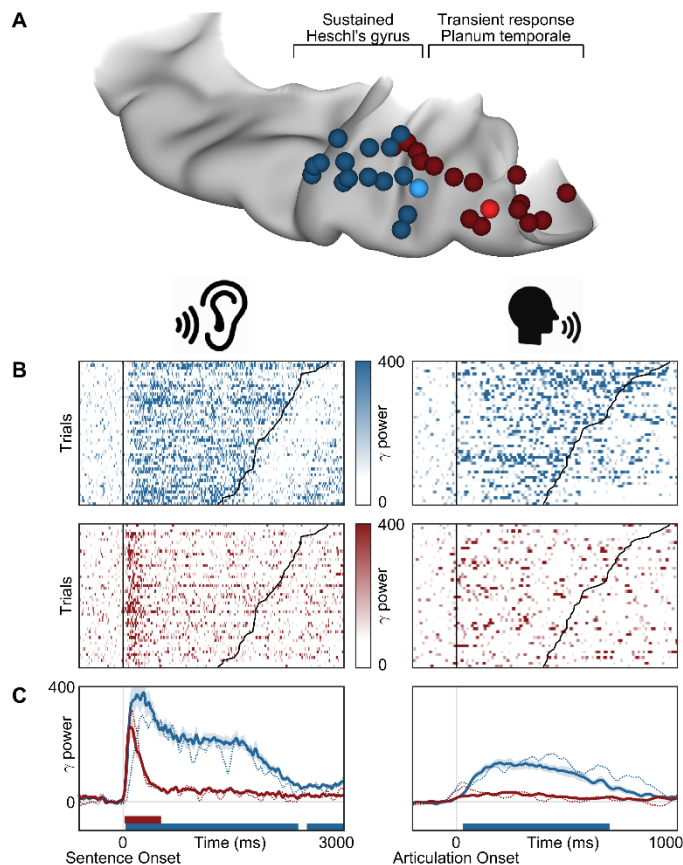 A
Sustained
Heschl's gyrus
Transient response
Planum temporale
B
Trials
400
γ power
0
Trials
400
γ power
0
C
400
γ power
0
0
Time (ms)
3000
Sentence Onset
0
Time (ms)
1000
Articulation Onset